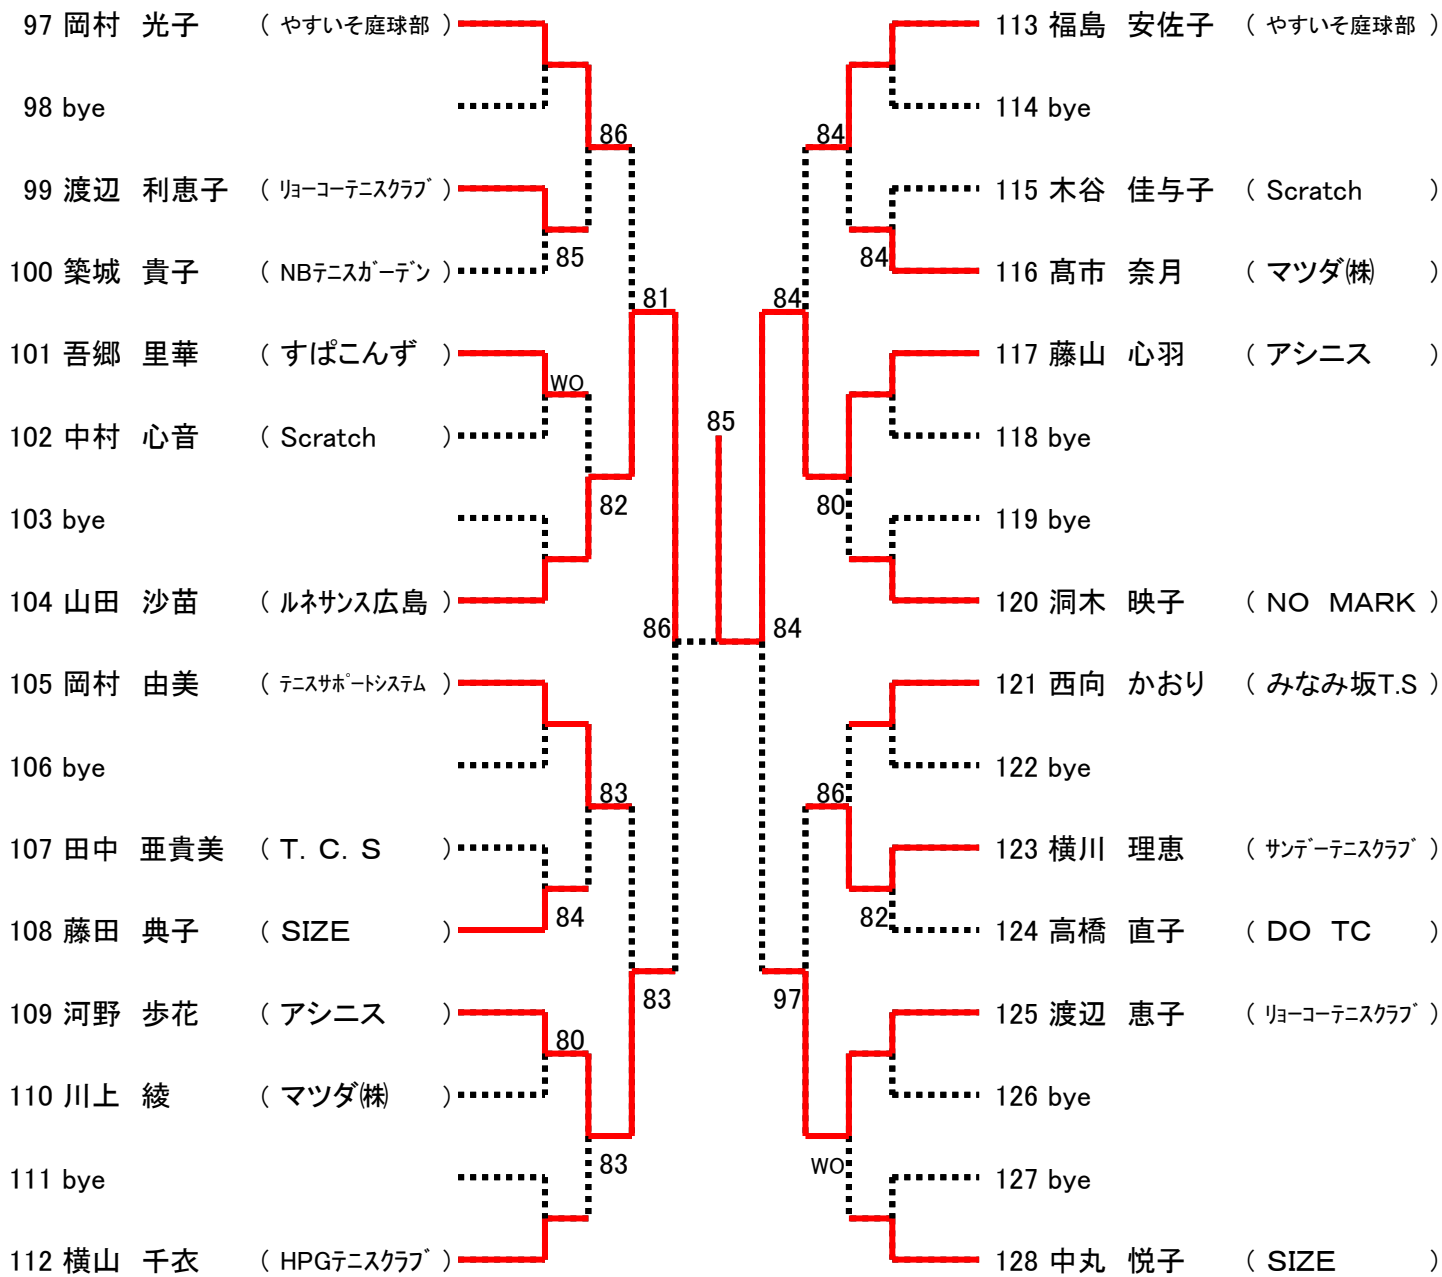 97 岡村 光子 ( やすいそ庭球部 )
98 bye
86
99 渡辺 利恵子 ( リョーコーテニスクラブ )
85
100 築城 貴子 ( NBテニスガーデン )
81
101 吾郷 里華 ( すぱこんず )
WO
102 中村 心音 ( Scratch )
82
103 bye
104 山田 沙苗 ( ルネサンス広島 )
86
105 岡村 由美 ( テニスサポートシステム )
106 bye
83
107 田中 亜貴美 ( T. C. S )
84
108 藤田 典子 ( SIZE )
83
109 河野 歩花 ( アシニス )
80
110 川上 綾 ( マツダ㈱ )
83
111 bye
112 横山 千衣 ( HPGテニスクラブ )
85
113 福島 安佐子 ( やすいそ庭球部 )
114 bye
84
115 木谷 佳与子 ( Scratch )
84
116 髙市 奈月 ( マツダ㈱ )
84
117 藤山 心羽 ( アシニス )
118 bye
80
119 bye
120 洞木 映子 ( NO MARK )
84
121 西向 かおり ( みなみ坂T.S )
122 bye
86
123 横川 理恵 ( サンデーテニスクラブ )
82
124 高橋 直子 ( DO TC )
97
125 渡辺 恵子 ( リョーコーテニスクラブ )
126 bye
WO
127 bye
128 中丸 悦子 ( SIZE )